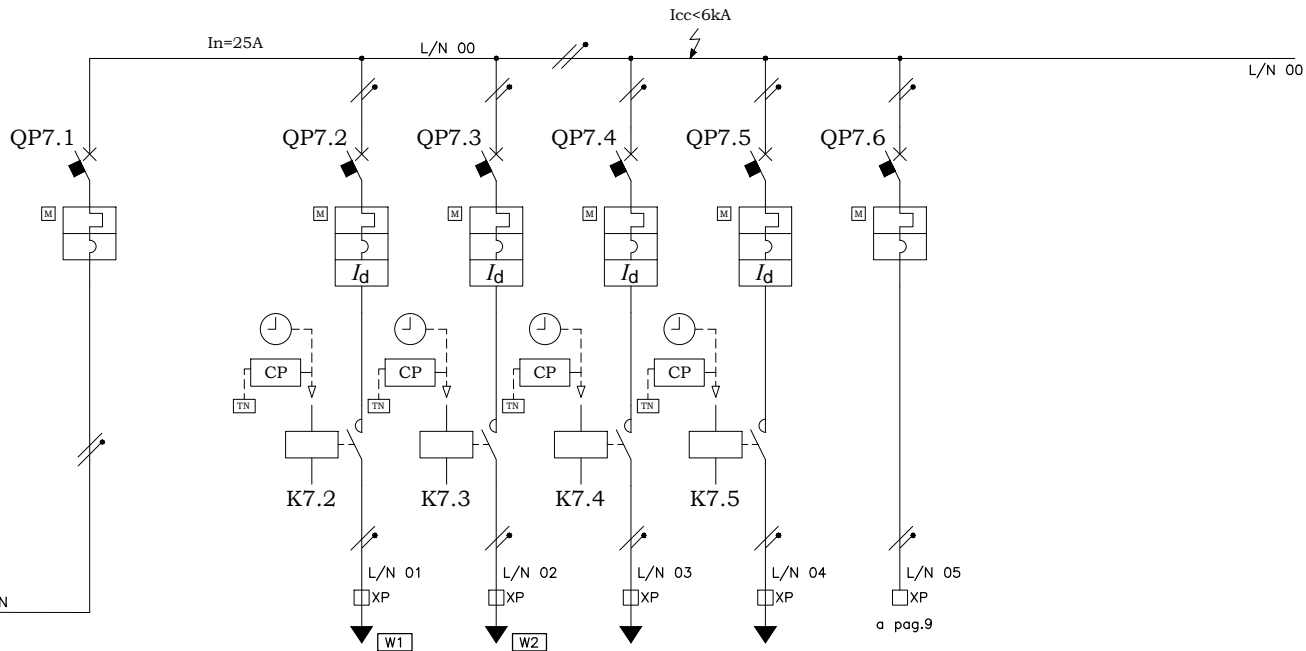 Icc<6kA
In=25A
L/N 00
L/N 00
QP7.1
QP7.2
QP7.3
QP7.4
QP7.5
QP7.6
M
M
M
M
M
M
Id
Id
Id
Id
CP
CP
CP
CP
TN
TN
TN
TN
K7.2
K7.3
K7.4
K7.5
L/N 01
L/N 02
L/N 03
L/N 04
L/N 05
N
XP
XP
XP
XP
XP
a pag.9
W1
W2